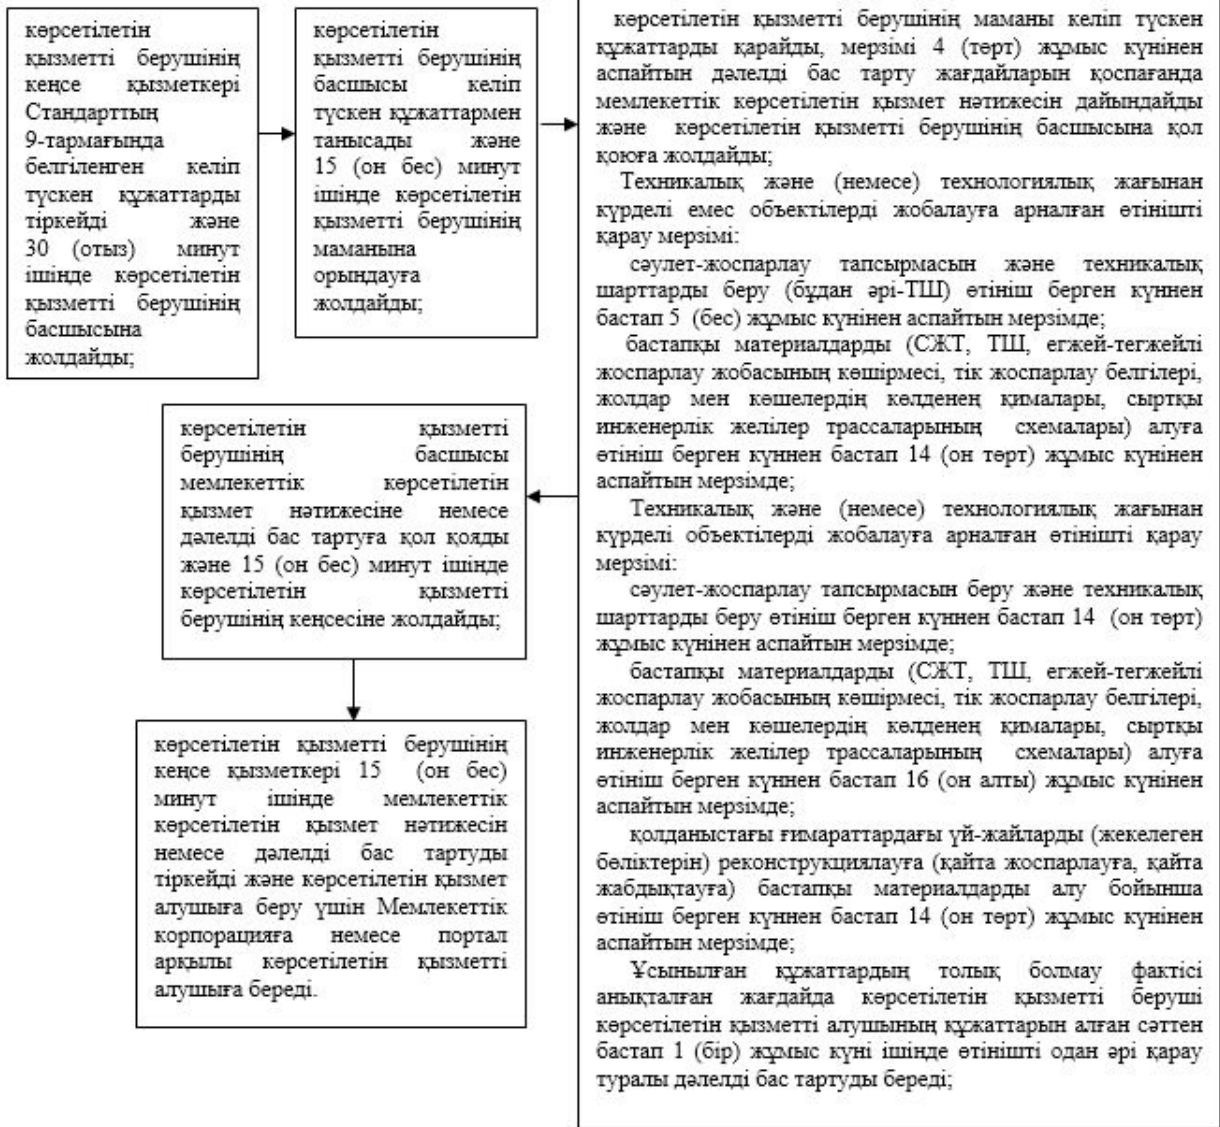 көрсетілетін
қызметті берушінің
кеңсе қызметкері
Стандарттың
9-тармағында
белгіленген келіп
түскен құжаттарды
тіркейді және
30 (отыз) минут
ішінде көрсетілетін
қызметті берушінің
басшысына
жолдайды;
көрсетілетін
қызметті берушінің
басшысы келіп
түскен құжаттармен
танысады және
15 (он бес) минут
ішінде көрсетілетін
қызметті берушінің
маманына
орындауға
жолдайды;
көрсетілетін қызметті берушінің маманы келіп түскен
құжаттарды қарайды, мерзімі 4 (төрт) жұмыс күнінен
аспайтын дәлелді бас тарту жағдайларын қоспағанда
мемлекеттік көрсетілетін қызмет нәтижесін дайындайды
және көрсетілетін қызметті берушінің басшысына қол
қоюға жолдайды;
Техникалық және (немесе) технологиялық жағынан
күрделі емес объектілерді жобалауға арналған өтінішті
қарау мерзімі:
сәулет-жоспарлау тапсырмасын және техникалық
шарттарды беру (бұдан әрі-ТШ) өтініш берген күннен
бастап 5 (бес) жұмыс күнінен аспайтын мерзімде;
бастапқы материалдарды (СЖТ, ТШ, егжей-тегжейлі
жоспарлау жобасының көшірмесі, тік жоспарлау белгілері,
жолдар мен көшелердің көлденең қималары, сыртқы
инженерлік желілер трассаларының схемалары) алуға
өтініш берген күннен бастап 14 (он төрт) жұмыс күнінен
аспайтын мерзімде;
Техникалық және (немесе) технологиялық жағынан
күрделі объектілерді жобалауға арналған өтінішті қарау
мерзімі:
сәулет-жоспарлау тапсырмасын беру және техникалық
шарттарды беру өтініш берген күннен бастап 14 (он төрт)
жұмыс күнінен аспайтын мерзімде;
бастапқы материалдарды (СЖТ, ТШ, егжей-тегжейлі
жоспарлау жобасының көшірмесі, тік жоспарлау белгілері,
жолдар мен көшелердің көлденең қималары, сыртқы
инженерлік желілер трассаларының схемалары) алуға
өтініш берген күннен бастап 16 (он алты) жұмыс күнінен
аспайтын мерзімде;
қолданыстағы ғимараттардағы үй-жайларды (жекелеген
бөліктерін) реконструкциялауға (қайта жоспарлауға, қайта
жабдықтауға) бастапқы материалдарды алу бойынша
өтініш берген күннен бастап 14 (он төрт) жұмыс күнінен
аспайтын мерзімде;
Ұсынылған құжаттардың толық болмау фактісі
анықталған жағдайда көрсетілетін қызметті беруші
көрсетілетін қызметті алушының құжаттарын алған сәттен
бастап 1 (бір) жұмыс күні ішінде өтінішті одан әрі қарау
туралы дәлелді бас тартуды береді;
көрсетілетін қызметті
берушінің басшысы
мемлекеттік көрсетілетін
қызмет нәтижесіне немесе
дәлелді бас тартуға қол қояды
және 15 (он бес) минут ішінде
көрсетілетін қызметті
берушінің кеңсесіне жолдайды;
көрсетілетін қызметті берушінің
кеңсе қызметкері 15 (он бес)
минут ішінде мемлекеттік
көрсетілетін қызмет нәтижесін
немесе дәлелді бас тартуды
тіркейді және көрсетілетін қызмет
алушыға беру үшін Мемлекеттік
корпорацияға немесе портал
арқылы көрсетілетін қызметті
алушыға береді.